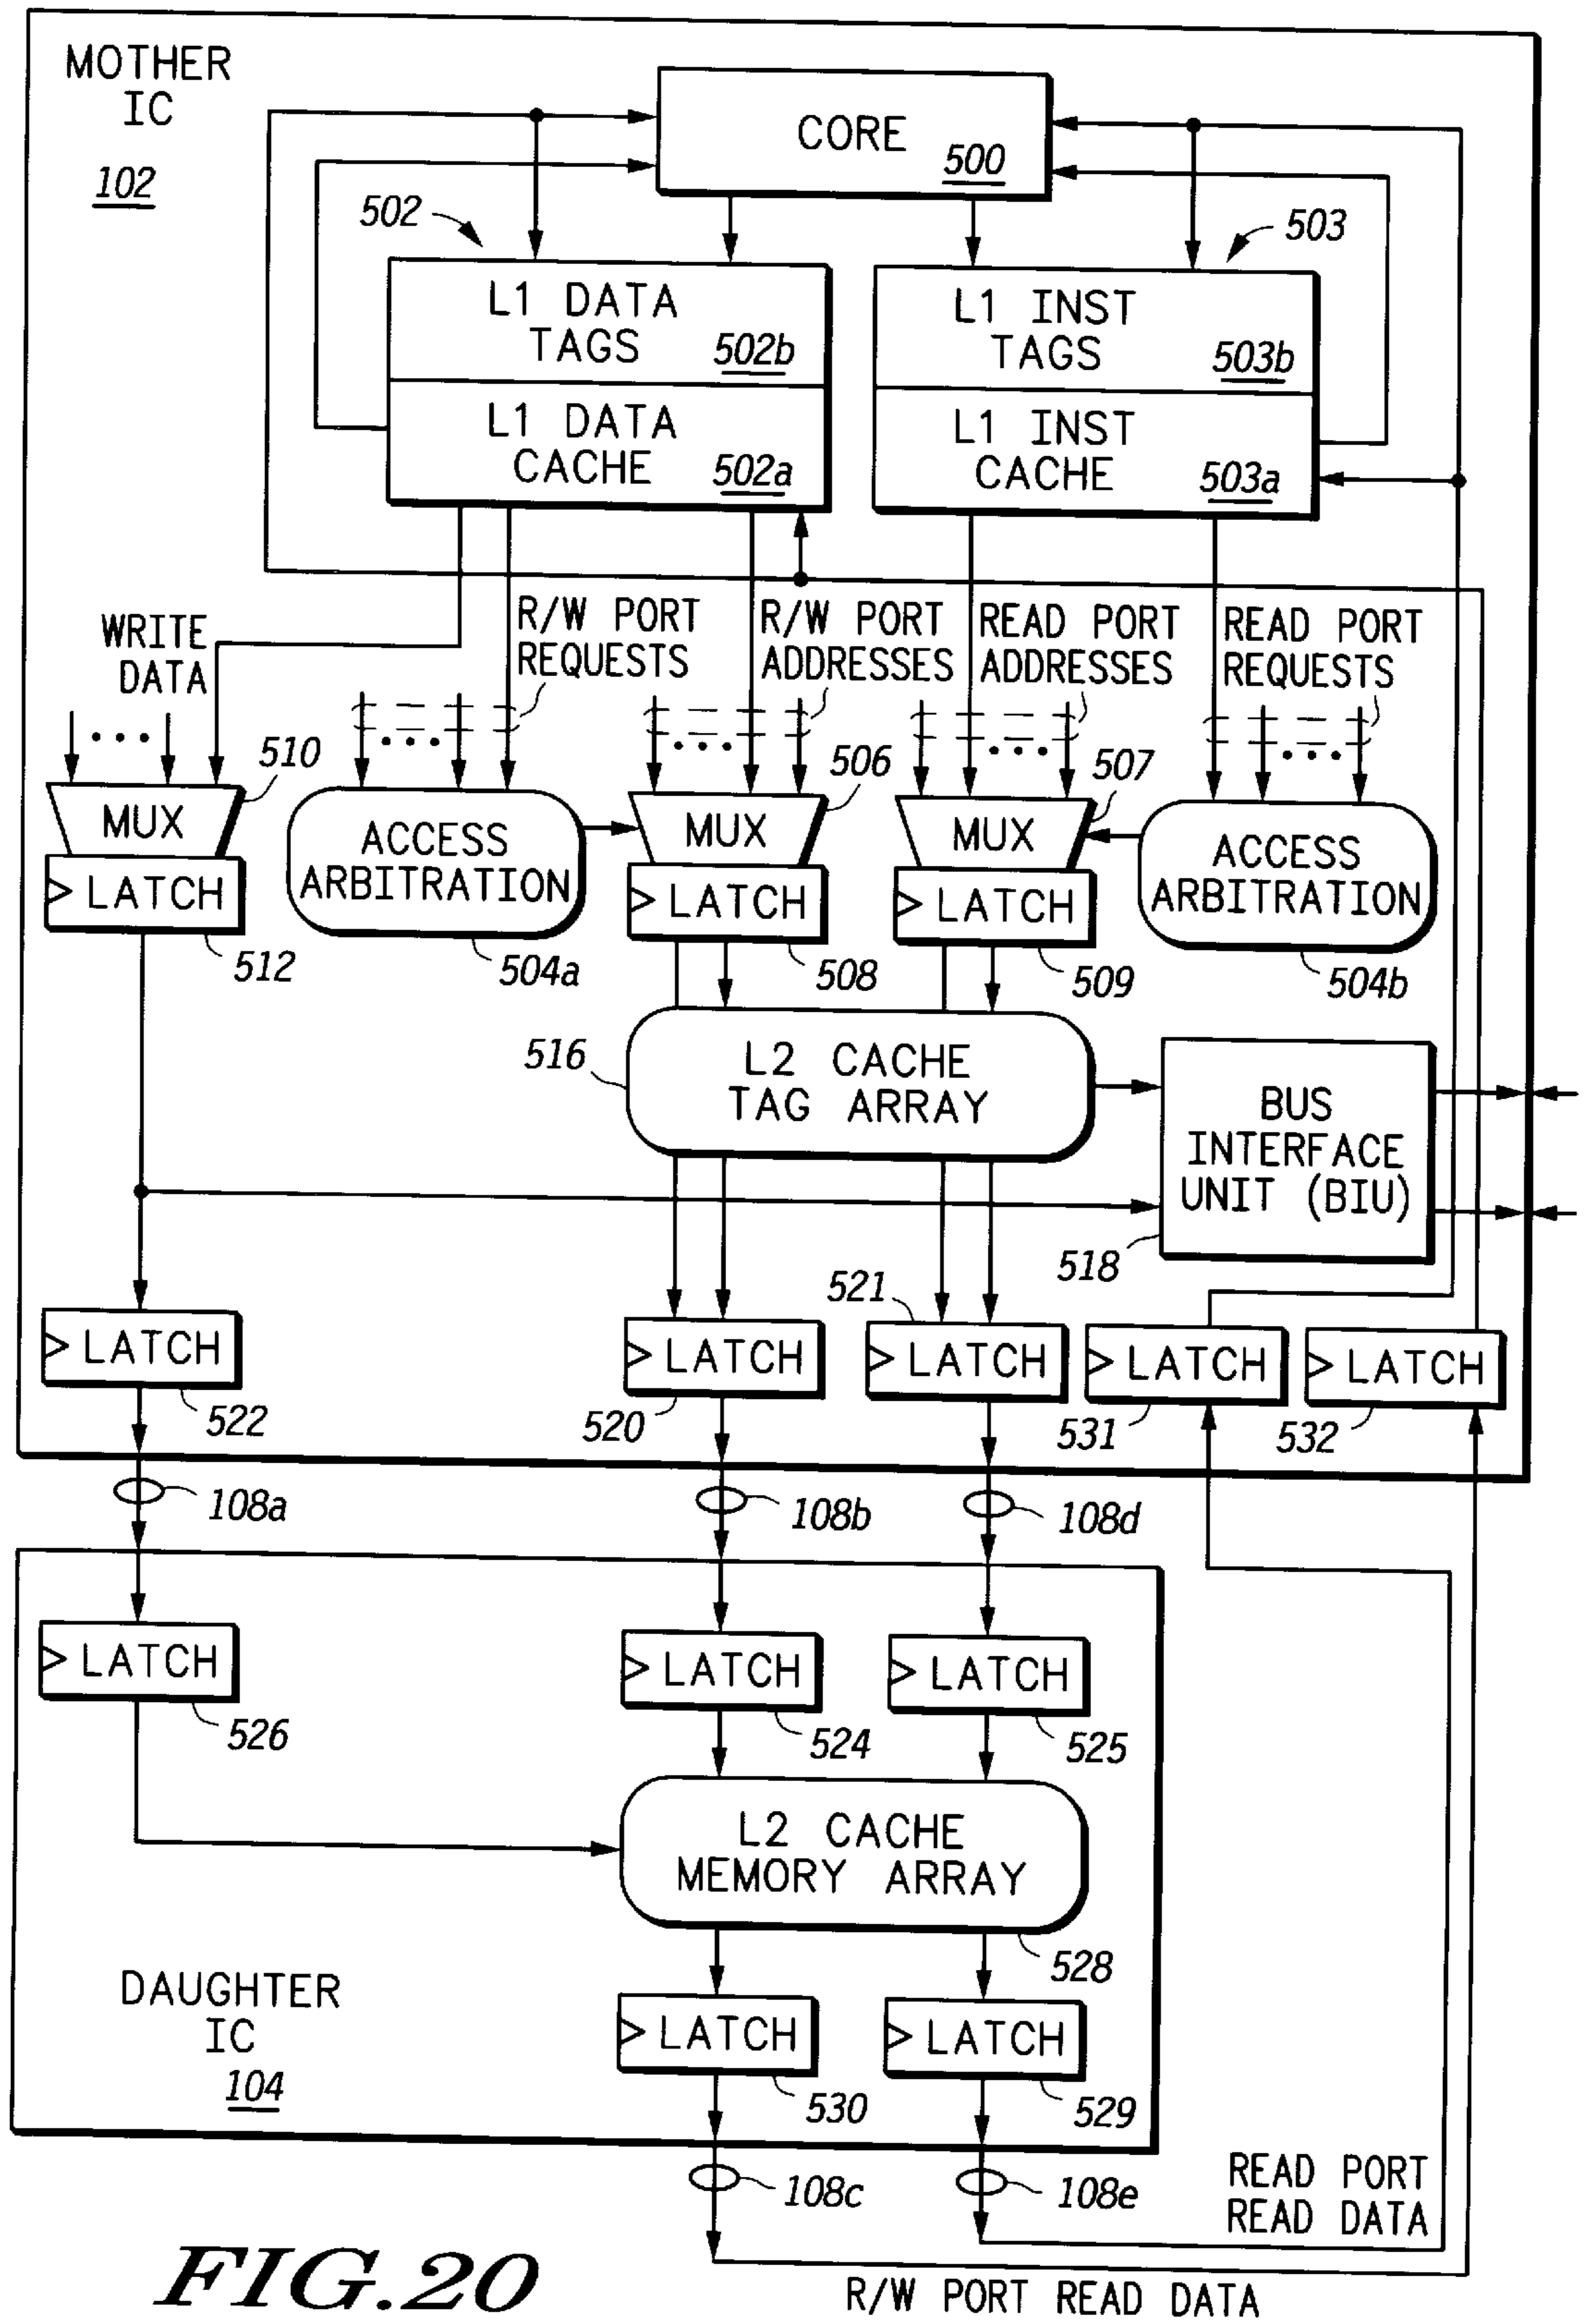 MOTHER
IC
102
CORE
500
502
503
L1 DATA
TAGS
502b
L1 INST
TAGS
503b
L1 DATA
CACHE
502a
L1 INST
CACHE
503a
WRITE
DATA
R/W PORT
REQUESTS
R/W PORT
ADDRESSES
READ PORT
ADDRESSES
READ PORT
REQUESTS
510
506
507
MUX
ACCESS
ARBITRATION
MUX
MUX
ACCESS
ARBITRATION
LATCH
LATCH
LATCH
512
504a
508
509
504b
516
L2 CACHE
TAG ARRAY
BUS
INTERFACE
UNIT (BIU)
518
521
LATCH
LATCH
LATCH
LATCH
LATCH
522
520
531
532
108a
108b
108d
LATCH
LATCH
LATCH
526
524
525
L2 CACHE
MEMORY ARRAY
528
DAUGHTER
IC
104
LATCH
LATCH
530
529
108c
108e
READ PORT
READ DATA
R/W PORT READ DATA
FIG.20